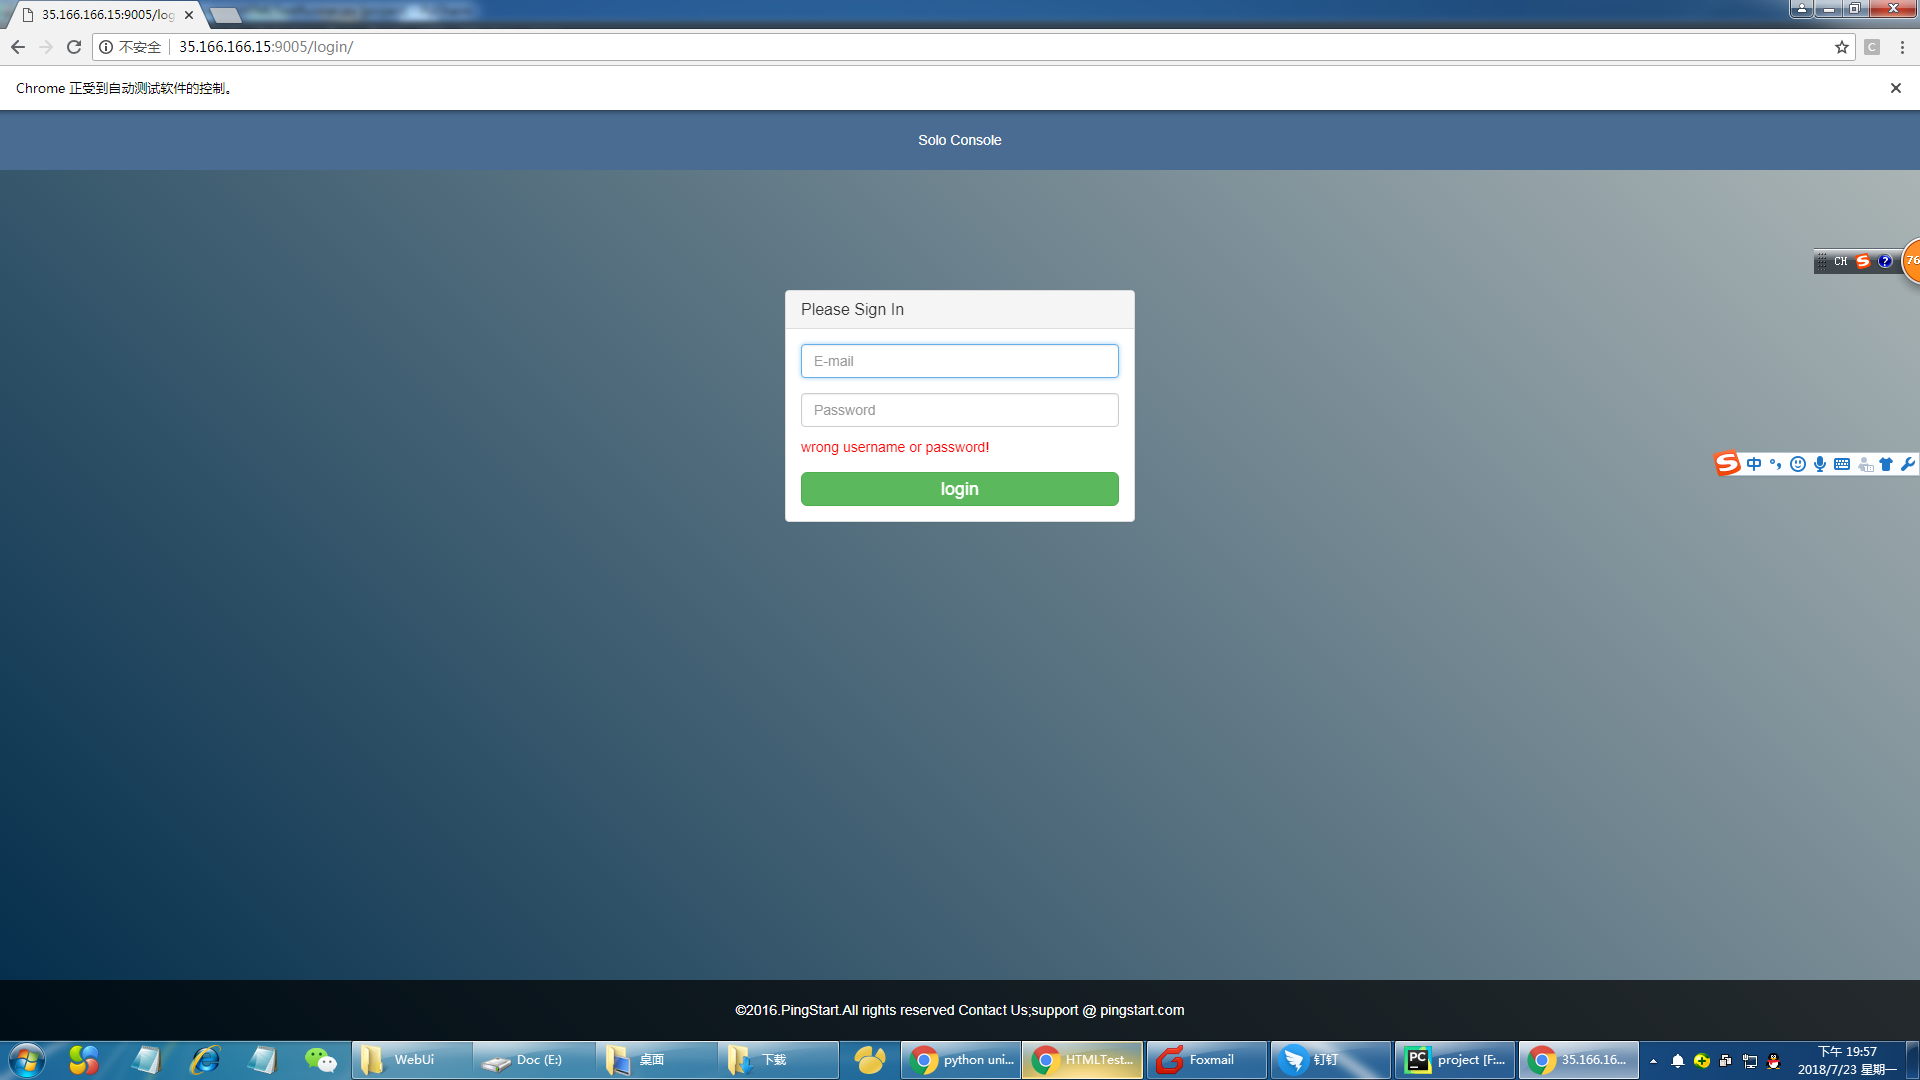 35.166.166.15:9005/log
不安全
35.166.166.15:9005/login/
C
Chrome 正受到自动测试软件的控制。
Solo Console
CH
76
Please Sign In
E-mail
Password
wrong username or password!
login
中
©2016.PingStart.All rights reserved Contact Us;support @ pingstart.com
WebUi
Doc (E:)
桌面
下载
python uni...
HTMLTest...
Foxmail
钉钉
PC
project [F:...
35.166.16...
下午 19:57
2018/7/23 星期一